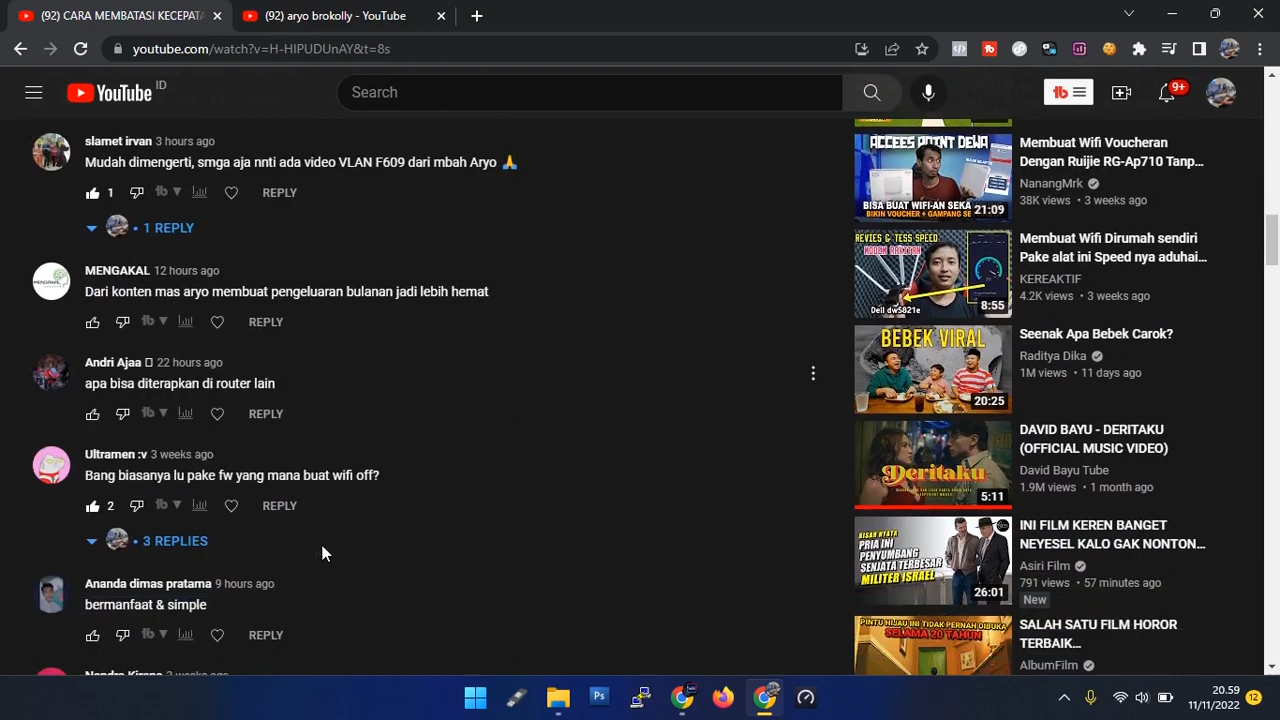 (92) CARA MEMBATASI KECEPATA
(92) aryo brokolly - YouTube
youtube.com/watch?v=H-HIPUDUnAY&t=8s
YouTube ID
Search
9+
slamet irvan 3 hours ago
Mudah dimengerti, smga aja nnti ada video VLAN F609 dari mbah Aryo 🙏
1
REPLY
1 REPLY
MENGAKAL 12 hours ago
Dari konten mas aryo membuat pengeluaran bulanan jadi lebih hemat
REPLY
Andri Ajaa 22 hours ago
apa bisa diterapkan di router lain
REPLY
Ultramen :v 3 weeks ago
Bang biasanya lu pake fw yang mana buat wifi off?
2
REPLY
3 REPLIES
Ananda dimas pratama 9 hours ago
bermanfaat & simple
REPLY
ACCEES POINT DEWA
BISA BUAT WIFI-AN SEKA
BIKIN VOUCHER + GAMPANG SE
21:09
Membuat Wifi Voucheran
Dengan Ruijie RG-Ap710 Tanp...
NanangMrk
38K views • 3 weeks ago
REVIES & TESS SPEED
MODEM RAKITAN
Dell dw5821e
8:55
Membuat Wifi Dirumah sendiri
Pake alat ini Speed nya aduhai...
KEREAKTIF
4.2K views • 3 weeks ago
BEBEK VIRAL
20:25
Seenak Apa Bebek Carok?
Raditya Dika
1M views • 11 days ago
Deritaku
5:11
DAVID BAYU - DERITAKU
(OFFICIAL MUSIC VIDEO)
David Bayu Tube
1.9M views • 1 month ago
KISAH NYATA
PRIA INI
PENYUMBANG
SENJATA TERBESAR
MILITER ISRAEL
26:01
INI FILM KEREN BANGET
NEYESEL KALO GAK NONTON...
Asiri Film
791 views • 57 minutes ago
New
PINTU HIJAU INI TIDAK PERNAH DIBUKA
SELAMA 20 TAHUN
SALAH SATU FILM HOROR
TERBAIK...
AlbumFilm
Ps
20.59
11/11/2022
12